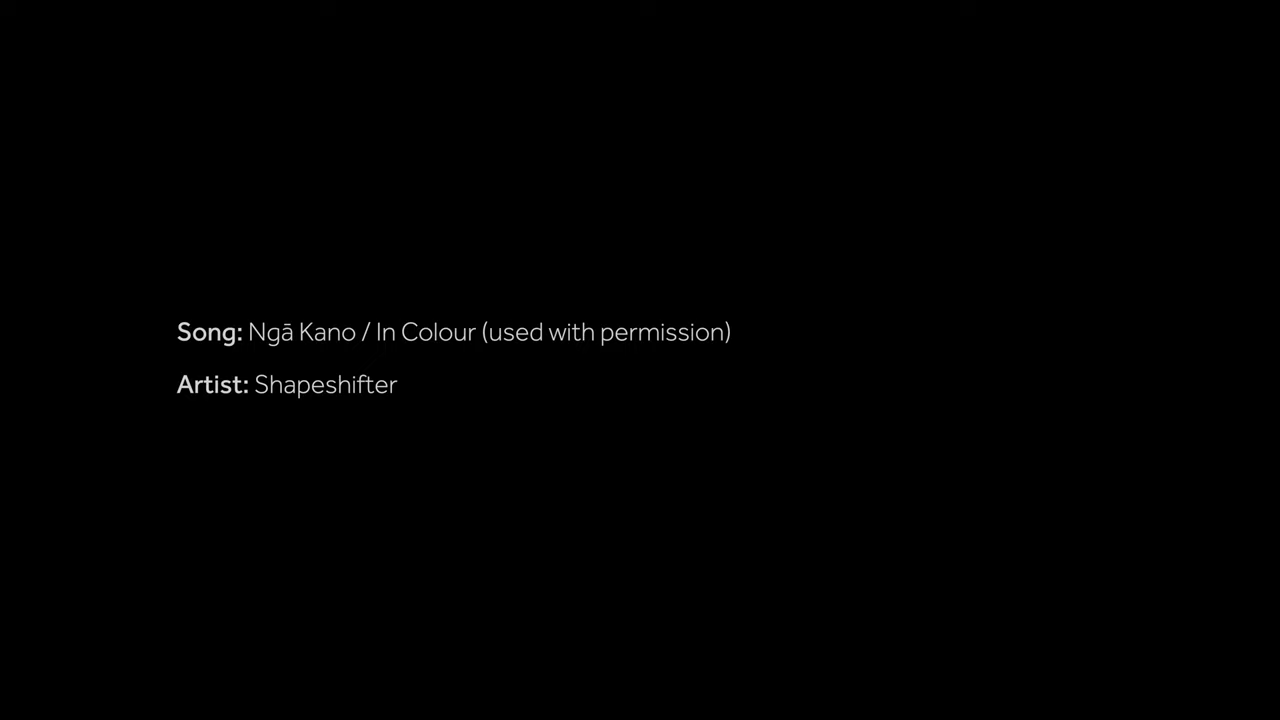 Song: Ngā Kano / In Colour (used with permission)
Artist: Shapeshifter